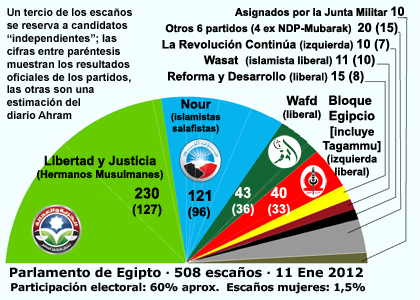 Un tercio de los escaños
se reserva a candidatos
“independientes”; las
cifras entre paréntesis
muestran los resultados
oficiales de los partidos,
las otras son una
estimación del
diario Ahram
Asignados por la Junta Militar 10
Otros 6 partidos (4 ex NDP-Mubarak) 20 (15)
La Revolución Continúa (izquierda) 10 (7)
Wasat (islamista liberal) 11 (10)
Reforma y Desarrollo (liberal) 15 (8)
Nour
(islamistas
salafistas)
121
(96)
Wafd
(liberal)
43
(36)
Bloque
Egipcio
[incluye
Tagammu]
(izquierda
liberal)
40
(33)
Libertad y Justicia
(Hermanos Musulmanes)
230
(127)
Parlamento de Egipto · 508 escaños · 11 Ene 2012
Participación electoral: 60% aprox. Escaños mujeres: 1,5%